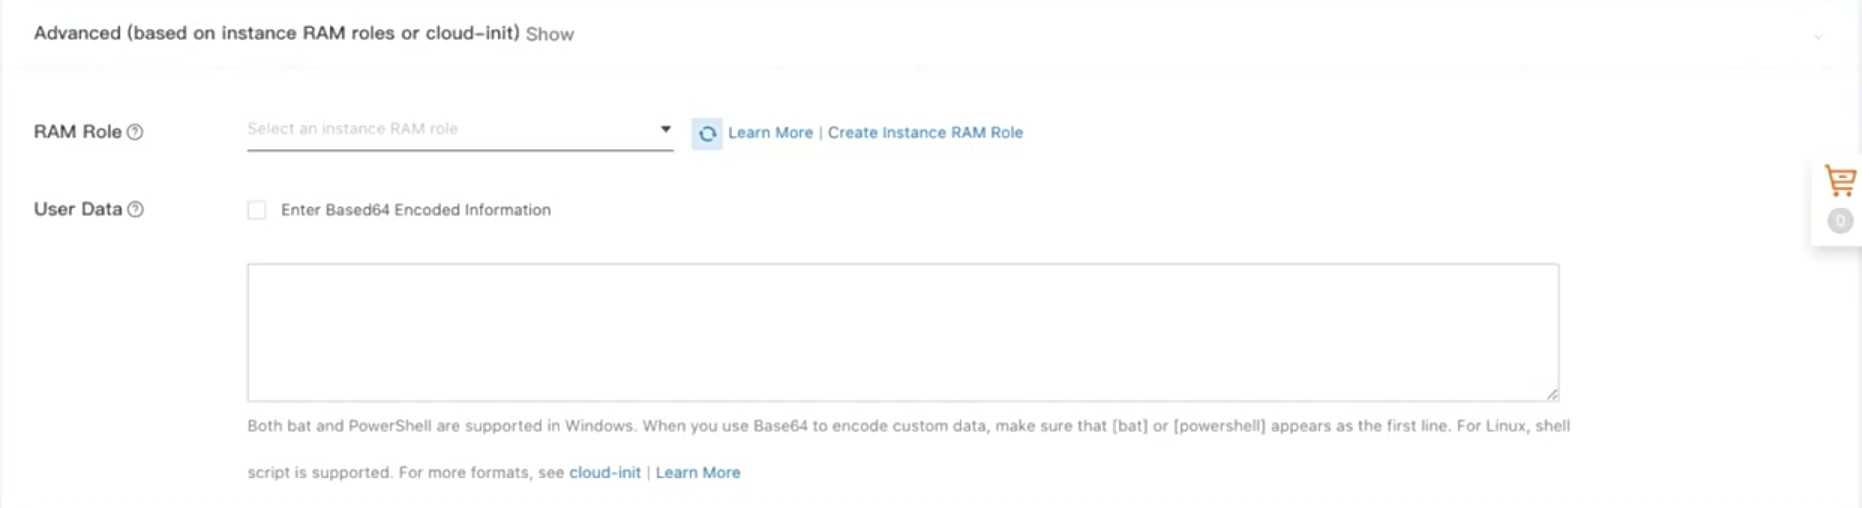 Advanced (based on instance RAM roles or cloud-init) Show
RAM Role
Select an instance RAM role
Learn More | Create Instance RAM Role
User Data
Enter Based64 Encoded Information
0
Both bat and PowerShell are supported in Windows. When you use Base64 to encode custom data, make sure that [bat] or [powershell] appears as the first line. For Linux, shell
script is supported. For more formats, see cloud-init | Learn More